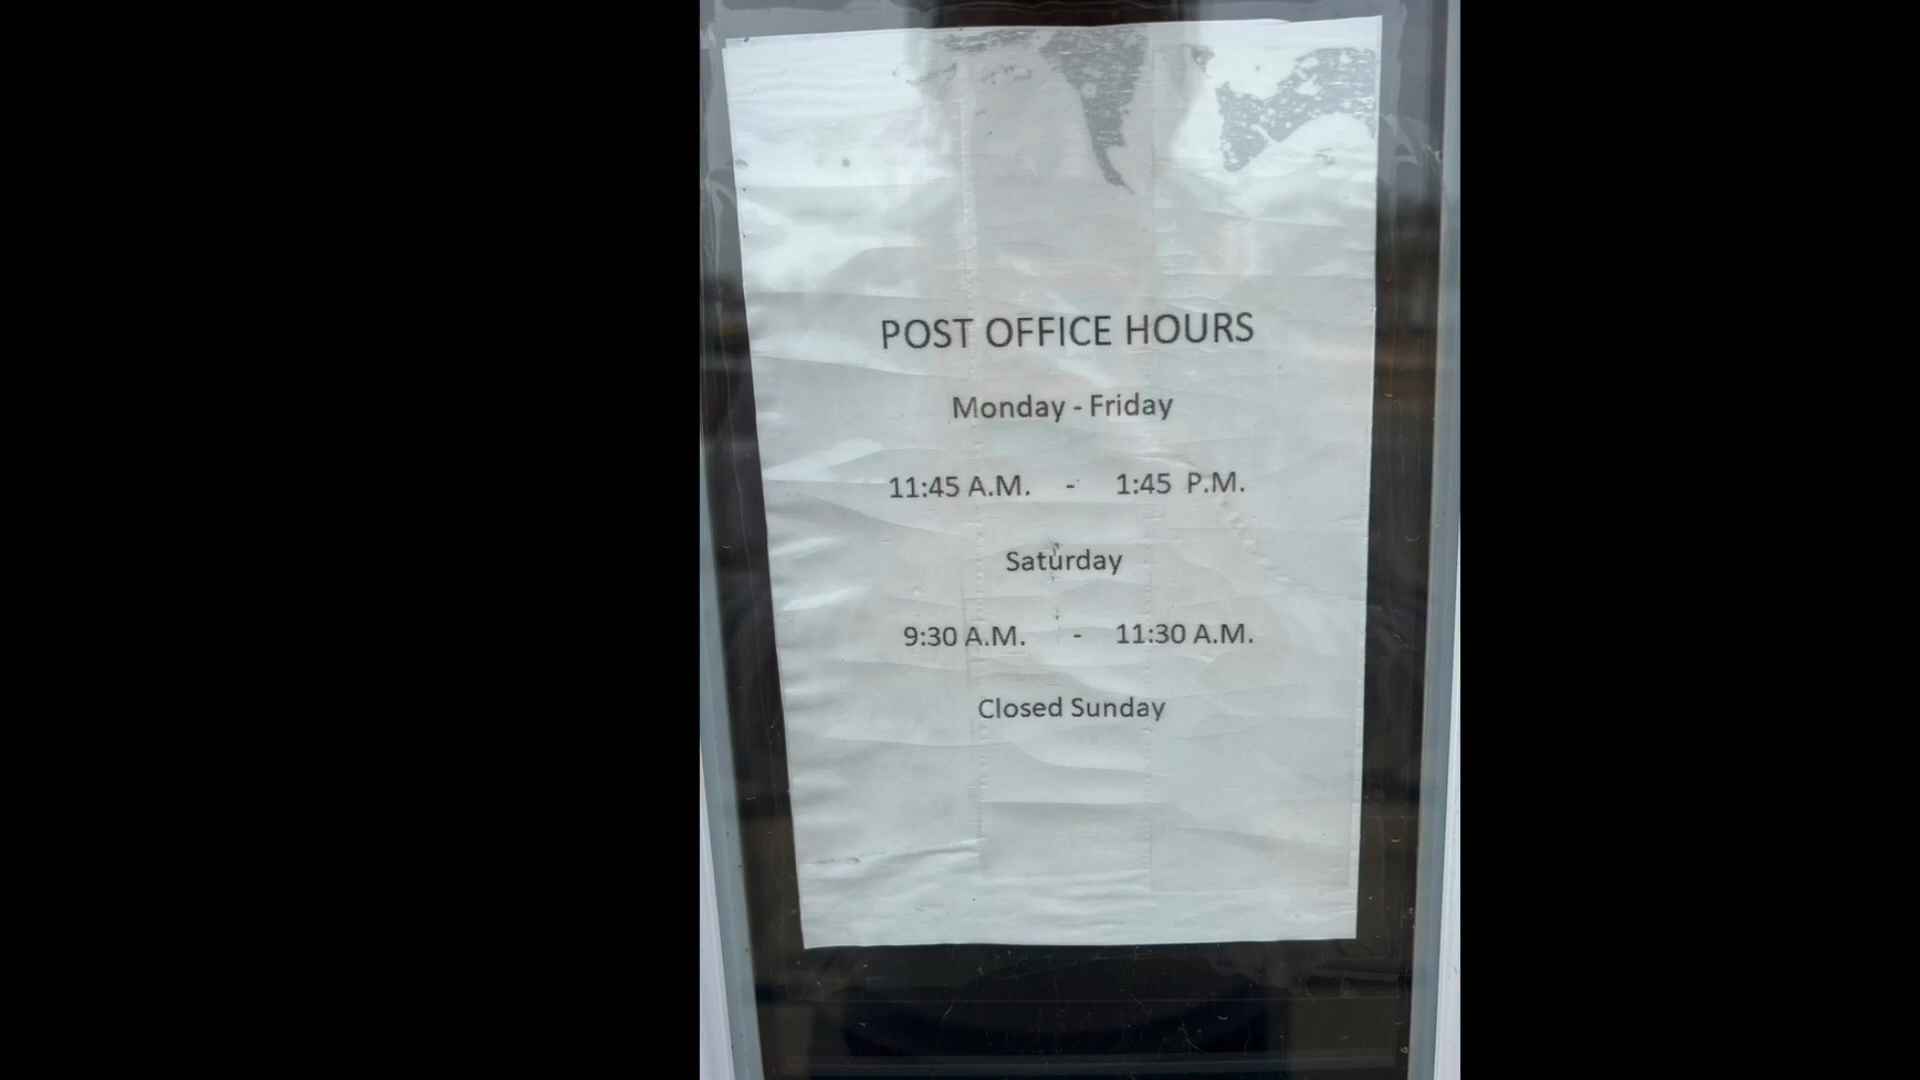 POST OFFICE HOURS
Monday - Friday
11:45 A.M. - 1:45 P.M.
Saturday
9:30 A.M. - 11:30 A.M.
Closed Sunday